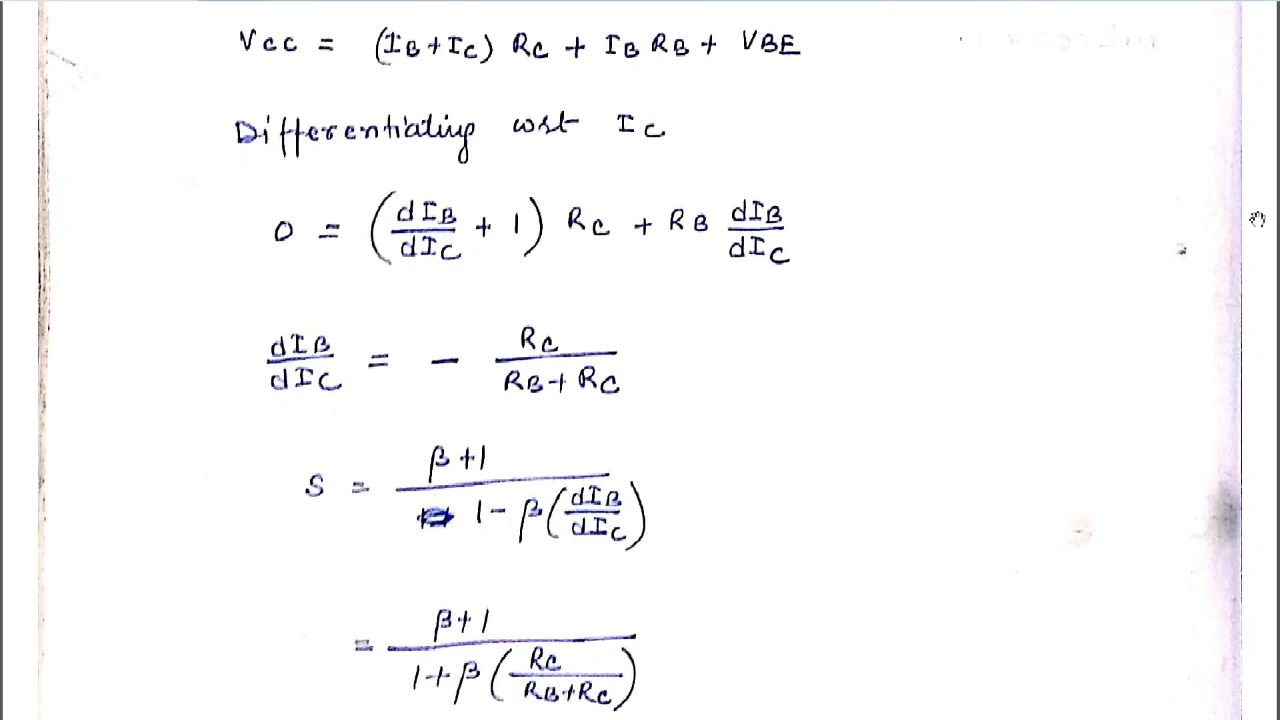 Vcc = (IB+Ic) Rc + IB RB + VBE
Differentiating wrt Ic
0 = (dIB/dIC + 1) Rc + RB dIB/dIC
dIB/dIC = - Rc/(RB+Rc)
S = β+1/(1-β(dIB/dIC))
= β+1/(1+β(Rc/(RB+Rc)))